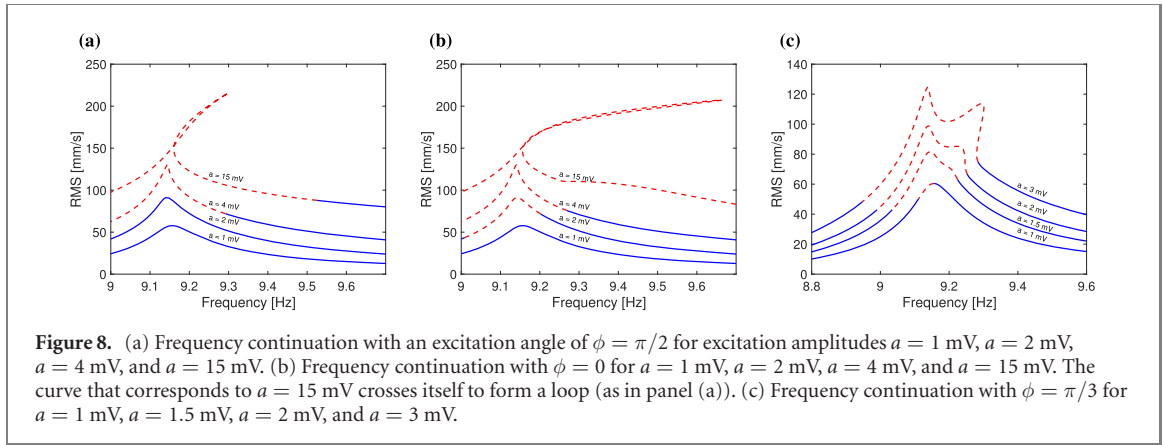 (a)
250
200
150
100
50
0
RMS [mm/s]
a = 15 mV
a = 4 mV
a = 2 mV
a = 1 mV
9 9.1 9.2 9.3 9.4 9.5 9.6
Frequency [Hz]
(b)
250
200
150
100
50
0
RMS [mm/s]
a = 15 mV
a = 4 mV
a = 2 mV
a = 1 mV
9 9.1 9.2 9.3 9.4 9.5 9.6
Frequency [Hz]
(c)
140
120
100
80
60
40
20
0
RMS [mm/s]
a = 3 mV
a = 2 mV
a = 1.5 mV
a = 1 mV
8.8 9 9.2 9.4 9.6
Frequency [Hz]
Figure 8. (a) Frequency continuation with an excitation angle of ϕ = π/2 for excitation amplitudes a = 1 mV, a = 2 mV,
a = 4 mV, and a = 15 mV. (b) Frequency continuation with ϕ = 0 for a = 1 mV, a = 2 mV, a = 4 mV, and a = 15 mV. The
curve that corresponds to a = 15 mV crosses itself to form a loop (as in panel (a)). (c) Frequency continuation with ϕ = π/3 for
a = 1 mV, a = 1.5 mV, a = 2 mV, and a = 3 mV.